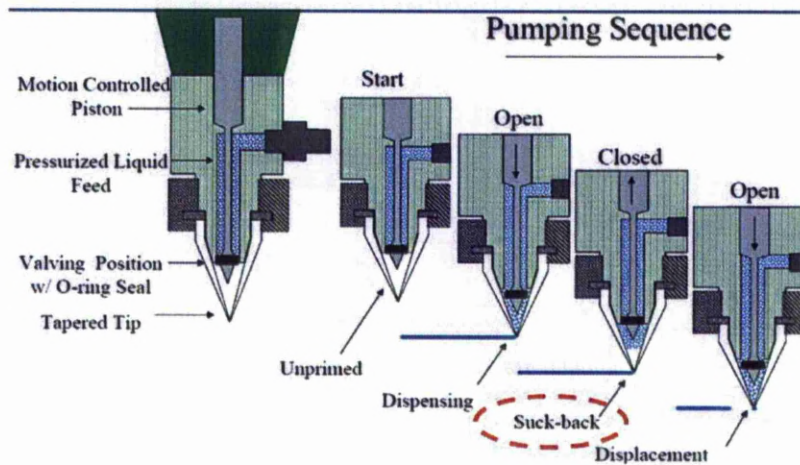 Pumping Sequence
Motion Controlled
Piston
Pressurized Liquid
Feed
Valving Position
w/ O-ring Seal
Tapered Tip
Start
Open
Closed
Open
Unprimed
Dispensing
Suck-back
Displacement